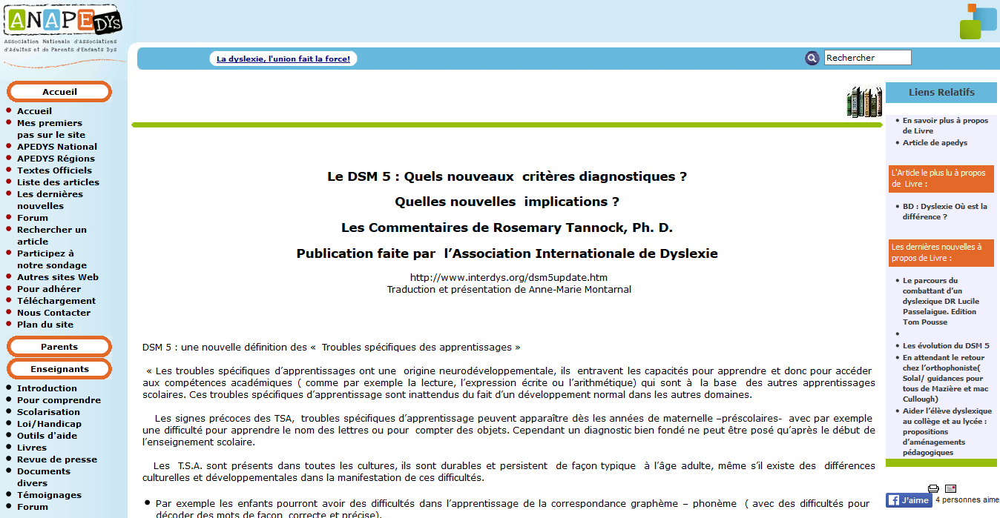 ANAPEDYS
Association Nationale d'Associations
d'Adultes et de Parents d'Enfants Dys
La dyslexie, l'union fait la force!
Rechercher
Accueil
Accueil
Mes premiers
pas sur le site
APEDYS National
APEDYS Régions
Textes Officiels
Liste des articles
Les dernières
nouvelles
Forum
Rechercher un
article
Participez à
notre sondage
Autres sites Web
Pour adhérer
Téléchargement
Nous Contacter
Plan du site
Parents
Enseignants
Introduction
Pour comprendre
Scolarisation
Loi/Handicap
Outils d'aide
Livres
Revue de presse
Documents
divers
Témoignages
Forum
Le DSM 5 : Quels nouveaux critères diagnostiques ?
Quelles nouvelles implications ?
Les Commentaires de Rosemary Tannock, Ph. D.
Publication faite par l’Association Internationale de Dyslexie
http://www.interdys.org/dsm5update.htm
Traduction et présentation de Anne-Marie Montarnal
DSM 5 : une nouvelle définition des « Troubles spécifiques des apprentissages »
« Les troubles spécifiques d’apprentissages ont une origine neurodéveloppementale, ils entravent les capacités pour apprendre et donc pour accéder
aux compétences académiques ( comme par exemple la lecture, l’expression écrite ou l’arithmétique) qui sont à la base des autres apprentissages
scolaires. Ces troubles spécifiques d’apprentissage sont inattendus du fait d’un développement normal dans les autres domaines.
Les signes précoces des TSA, troubles spécifiques d’apprentissage peuvent apparaître dès les années de maternelle –préscolaires- avec par exemple
une difficulté pour apprendre le nom des lettres ou pour compter des objets. Cependant un diagnostic bien fondé ne peut être posé qu’après le début de
l’enseignement scolaire.
Les T.S.A. sont présents dans toutes les cultures, ils sont durables et persistent de façon typique à l’âge adulte, même s’il existe des différences
culturelles et développementales dans la manifestation de ces difficultés.
Par exemple les enfants pourront avoir des difficultés dans l’apprentissage de la correspondance graphème – phonème ( avec des difficultés pour
décoder des mots de façon correcte et précise).
Liens Relatifs
En savoir plus à propos
de Livre
Article de apedys
L'Article le plus lu à propos
de Livre :
BD : Dyslexie Où est la
différence ?
Les dernières nouvelles à
propos de Livre :
Le parcours du
combattant d’un
dyslexique DR Lucile
Passelaigue. Edition
Tom Pousse
Les évolution du DSM 5
En attendant le retour
chez l’orthophoniste(
Solal/ guidances pour
tous de Mazière et mac
Cullough)
Aider l’élève dyslexique
au collège et au lycée :
propositions
d’aménagements
pédagogiques
J'aime
4 personnes aime